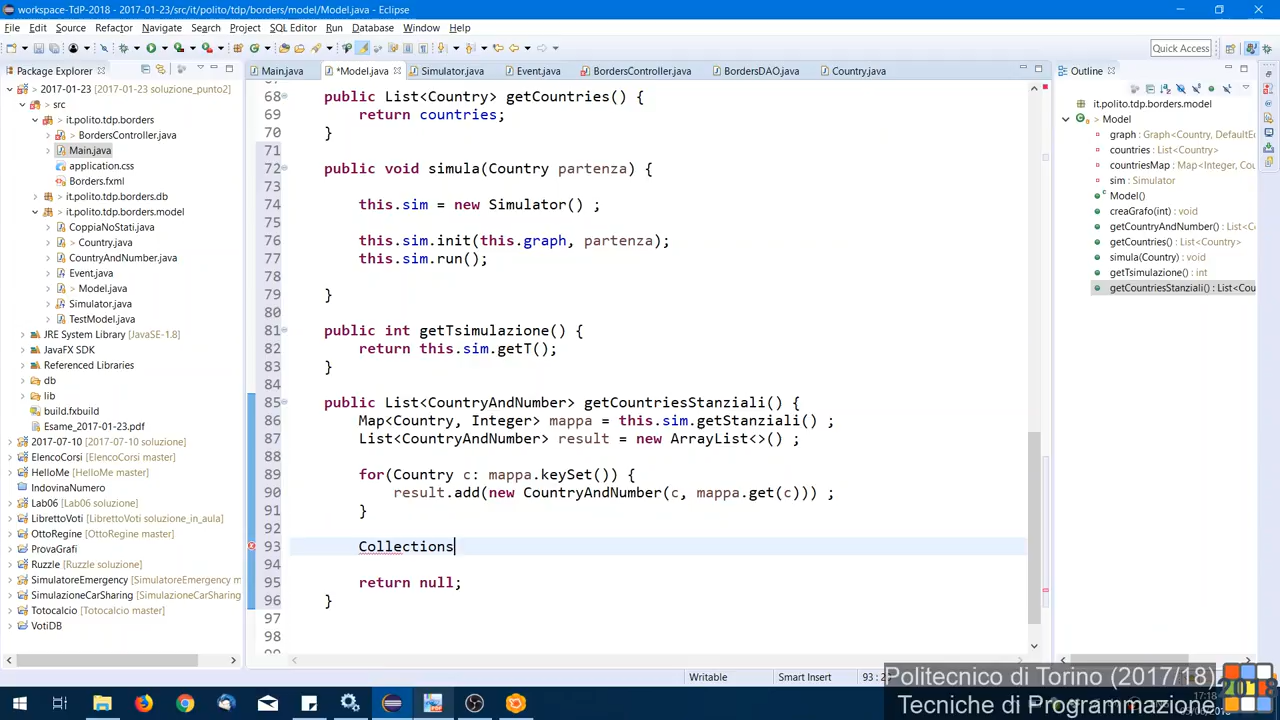 workspace-TdP-2018 - 2017-01-23/src/it/polito/tdp/borders/model/Model.java - Eclipse
File Edit Source Refactor Navigate Search Project SQL Editor Run Database Window Help
Quick Access
Package Explorer
Main.java *Model.java Simulator.java Event.java BordersController.java BordersDAO.java Country.java
Outline
2017-01-23 [2017-01-23 soluzione_punto2]
src
it.polito.tdp.borders
> BordersController.java
Main.java
application.css
Borders.fxml
it.polito.tdp.borders.db
it.polito.tdp.borders.model
CoppiaNoStati.java
> Country.java
CountryAndNumber.java
Event.java
> Model.java
Simulator.java
TestModel.java
JRE System Library [JavaSE-1.8]
JavaFX SDK
Referenced Libraries
db
lib
build.fxbuild
Esame_2017-01-23.pdf
2017-07-10 [2017-07-10 soluzione]
ElencoCorsi [ElencoCorsi master]
HelloMe [HelloMe master]
IndovinaNumero
Lab06 [Lab06 soluzione]
LibrettoVoti [LibrettoVoti soluzione_in_aula]
OttoRegine [OttoRegine master]
ProvaGrafi
Ruzzle [Ruzzle soluzione]
SimulatoreEmergency [SimulatoreEmergency m
SimulazioneCarSharing [SimulazioneCarSharing
Totocalcio [Totocalcio master]
VotiDB
68 public List<Country> getCountries() {
69 return countries;
70 }
71
72 public void simula(Country partenza) {
73
74 this.sim = new Simulator() ;
75
76 this.sim.init(this.graph, partenza);
77 this.sim.run();
78
79 }
80
81 public int getTsimulazione() {
82 return this.sim.getT();
83 }
84
85 public List<CountryAndNumber> getCountriesStanziali() {
86 Map<Country, Integer> mappa = this.sim.getStanziali() ;
87 List<CountryAndNumber> result = new ArrayList<>() ;
88
89 for(Country c: mappa.keySet()) {
90 result.add(new CountryAndNumber(c, mappa.get(c))) ;
91 }
92
93 Collections
94
95 return null;
96 }
97
98
it.polito.tdp.borders.model
Model
graph : Graph<Country, DefaultE
countries : List<Country>
countriesMap : Map<Integer, Cou
sim : Simulator
Model()
creaGrafo(int) : void
getCountryAndNumber() : List<C
getCountries() : List<Country>
simula(Country) : void
getTsimulazione() : int
getCountriesStanziali() : List<Cou
Writable Smart Insert 93 : 2
Politecnico di Torino (2017/18)
Tecniche di Programmazione
2018
17:18